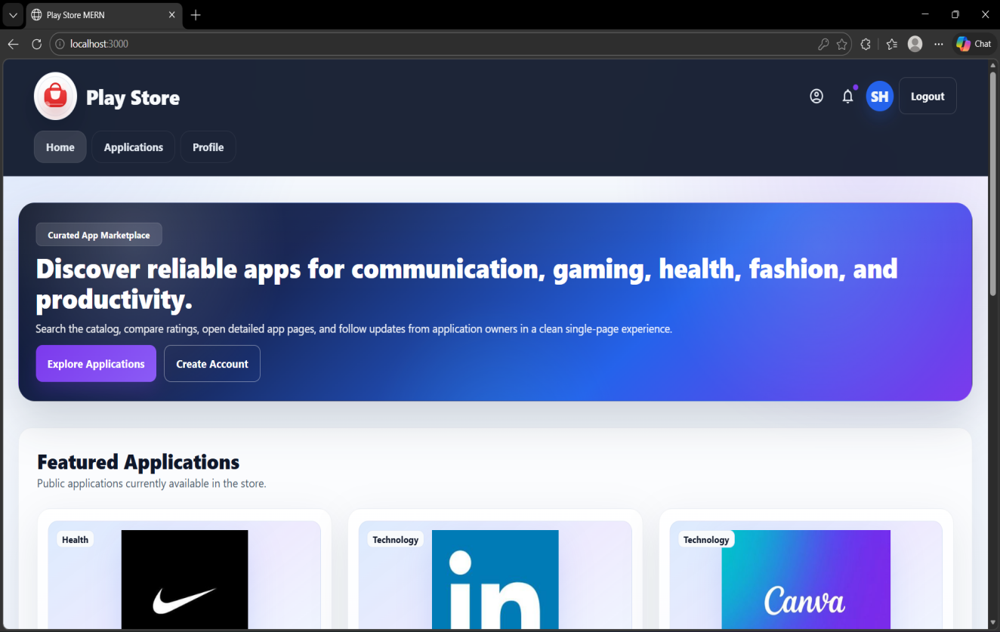 Play Store MERN
localhost:3000
Chat
Play Store
SH
Logout
Home
Applications
Profile
Curated App Marketplace
Discover reliable apps for communication, gaming, health, fashion, and
productivity.
Search the catalog, compare ratings, open detailed app pages, and follow updates from application owners in a clean single-page experience.
Explore Applications
Create Account
Featured Applications
Public applications currently available in the store.
Health
Technology
in
Technology
Canva